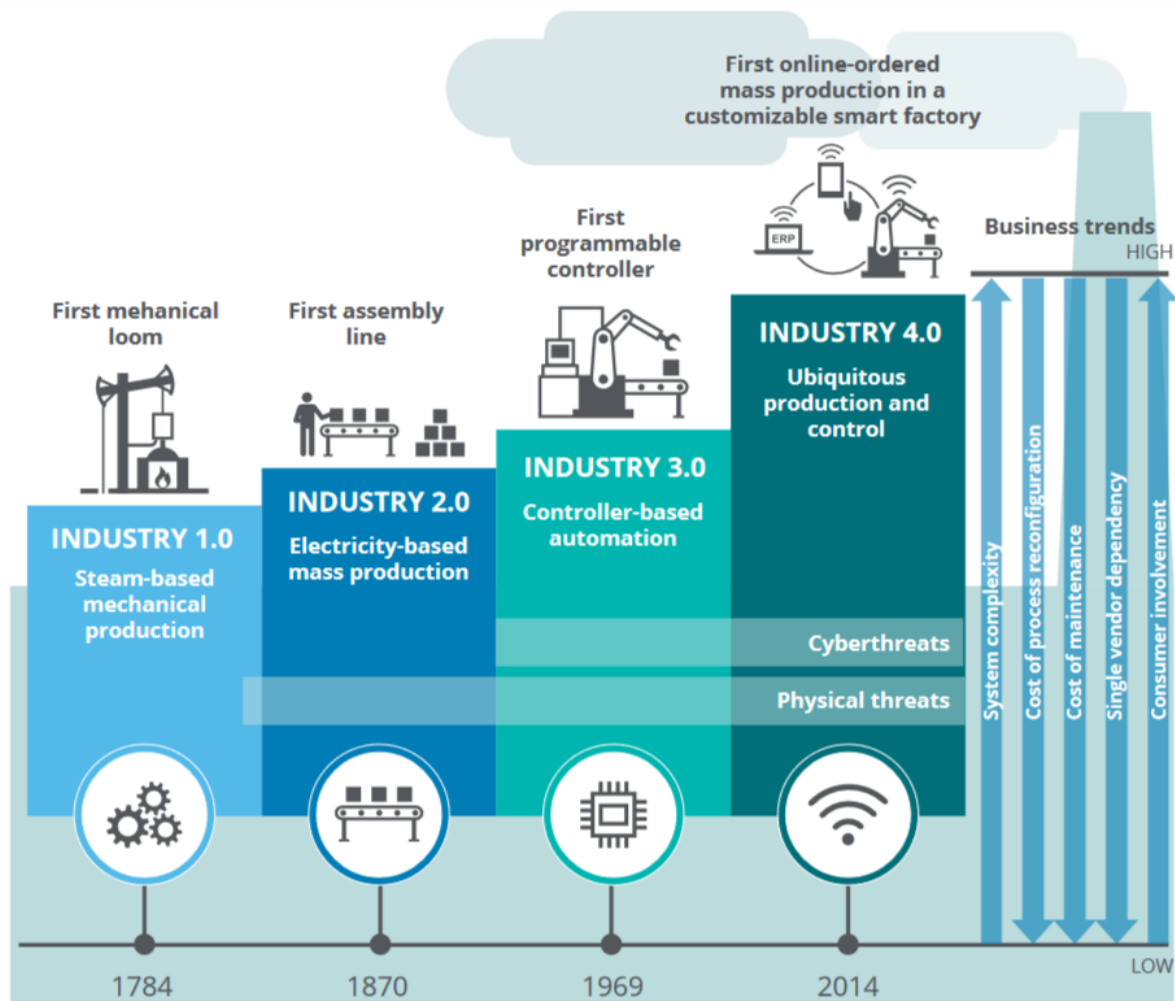 First online-ordered
mass production in a
customizable smart factory
First
programmable
controller
ERP
Business trends
HIGH
First mehanical
loom
First assembly
line
INDUSTRY 4.0
Ubiquitous
production and
control
INDUSTRY 3.0
Controller-based
automation
INDUSTRY 2.0
Electricity-based
mass production
INDUSTRY 1.0
Steam-based
mechanical
production
Cyberthreats
Physical threats
System complexity
Cost of process reconfiguration
Cost of maintenance
Single vendor dependency
Consumer involvement
LOW
1784
1870
1969
2014